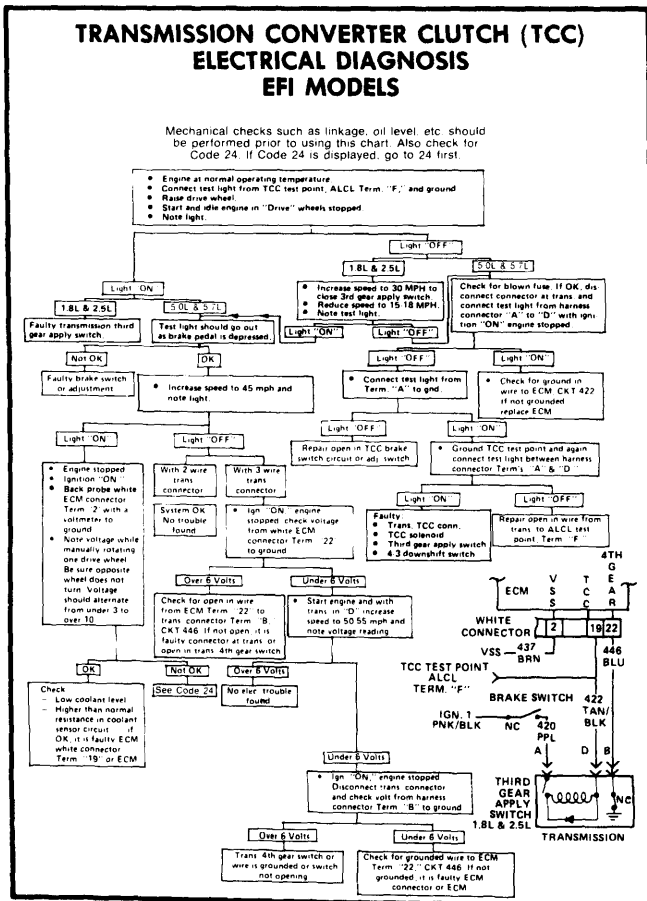 TRANSMISSION CONVERTER CLUTCH (TCC)
ELECTRICAL DIAGNOSIS
EFI MODELS
Mechanical checks such as linkage, oil level, etc. should
be performed prior to using this chart. Also check for
Code 24. If Code 24 is displayed, go to 24 first.
• Engine at normal operating temperature.
• Connect test light from TCC test point, ALCL Term. "F," and ground
• Raise drive wheel.
• Start and idle engine in "Drive" wheels stopped.
• Note light.
Light "ON"
Light "OFF"
1.8L & 2.5L
5.0L & 5.7L
Faulty transmission third
gear apply switch.
Test light should go out
as brake pedal is depressed.
1.8L & 2.5L
5.0L & 5.7L
• Increase speed to 30 MPH to
close 3rd gear apply switch.
• Reduce speed to 15-18 MPH.
• Note test light.
Check for blown fuse. If OK, dis-
connect connector at trans. and
connect test light from harness
connector "A" to "D" with igni-
tion "ON" engine stopped.
Light "ON"
Light "OFF"
Not OK
OK
Faulty brake switch
or adjustment.
• Increase speed to 45 mph and
note light.
Light "OFF"
Light "ON"
• Connect test light from
Term. "A" to gnd.
• Check for ground in
wire to ECM, CKT 422
If not grounded
replace ECM
Light "OFF"
Light "ON"
Repair open in TCC brake
switch circuit or adj. switch
• Ground TCC test point and again
connect test light between harness
connector Term's "A" & "D"
Light "ON"
Light "OFF"
Faulty:
• Trans. TCC conn.
• TCC solenoid
• Third gear apply switch
• 4-3 downshift switch
Repair open in wire from
trans to ALCL test
point, Term "F"
Light "ON"
Light "OFF"
• Engine stopped
• Ignition "ON"
• Back probe white
ECM connector
Term "2" with a
voltmeter to
ground
• Note voltage while
manually rotating
one drive wheel
Be sure opposite
wheel does not
turn. Voltage
should alternate
from under 3 to
over 10
With 2 wire
trans
connector
With 3 wire
trans
connector
System OK
No trouble
found
• Ign "ON" engine
stopped, check voltage
from white ECM
connector Term "22
to ground
Over 6 Volts
Under 6 Volts
Check for open in wire
from ECM Term "22" to
trans connector Term "B,
CKT 446 If not open, it is
faulty connector at trans. or
open in trans. 4th gear switch
• Start engine and with
trans in "D" increase
speed to 50-55 mph and
note voltage reading.
OK
Not OK
Over 6 Volts
Check
– Low coolant level
– Higher than normal
resistance in coolant
sensor circuit if
OK, it is faulty ECM
white connector
Term "19" or ECM
See Code 24
No elec trouble
found
Under 6 Volts
• Ign "ON," engine stopped
Disconnect trans connector
and check volt from harness
connector Term "B" to ground
Over 6 Volts
Under 6 Volts
Trans 4th gear switch or
wire is grounded or switch
not opening
Check for grounded wire to ECM
Term "22," CKT 446 If not
grounded, it is faulty ECM
connector or ECM
ECM
VSS
TCC
4TH
GEAR
WHITE
CONNECTOR
2
19
22
VSS
437
BRN
446
BLU
TCC TEST POINT
ALCL
TERM. "F"
BRAKE SWITCH
422
TAN/
BLK
IGN. 1
PNK/BLK
NC
420
PPL
A
D
B
THIRD
GEAR
APPLY
SWITCH
1.8L & 2.5L
NC
TRANSMISSION